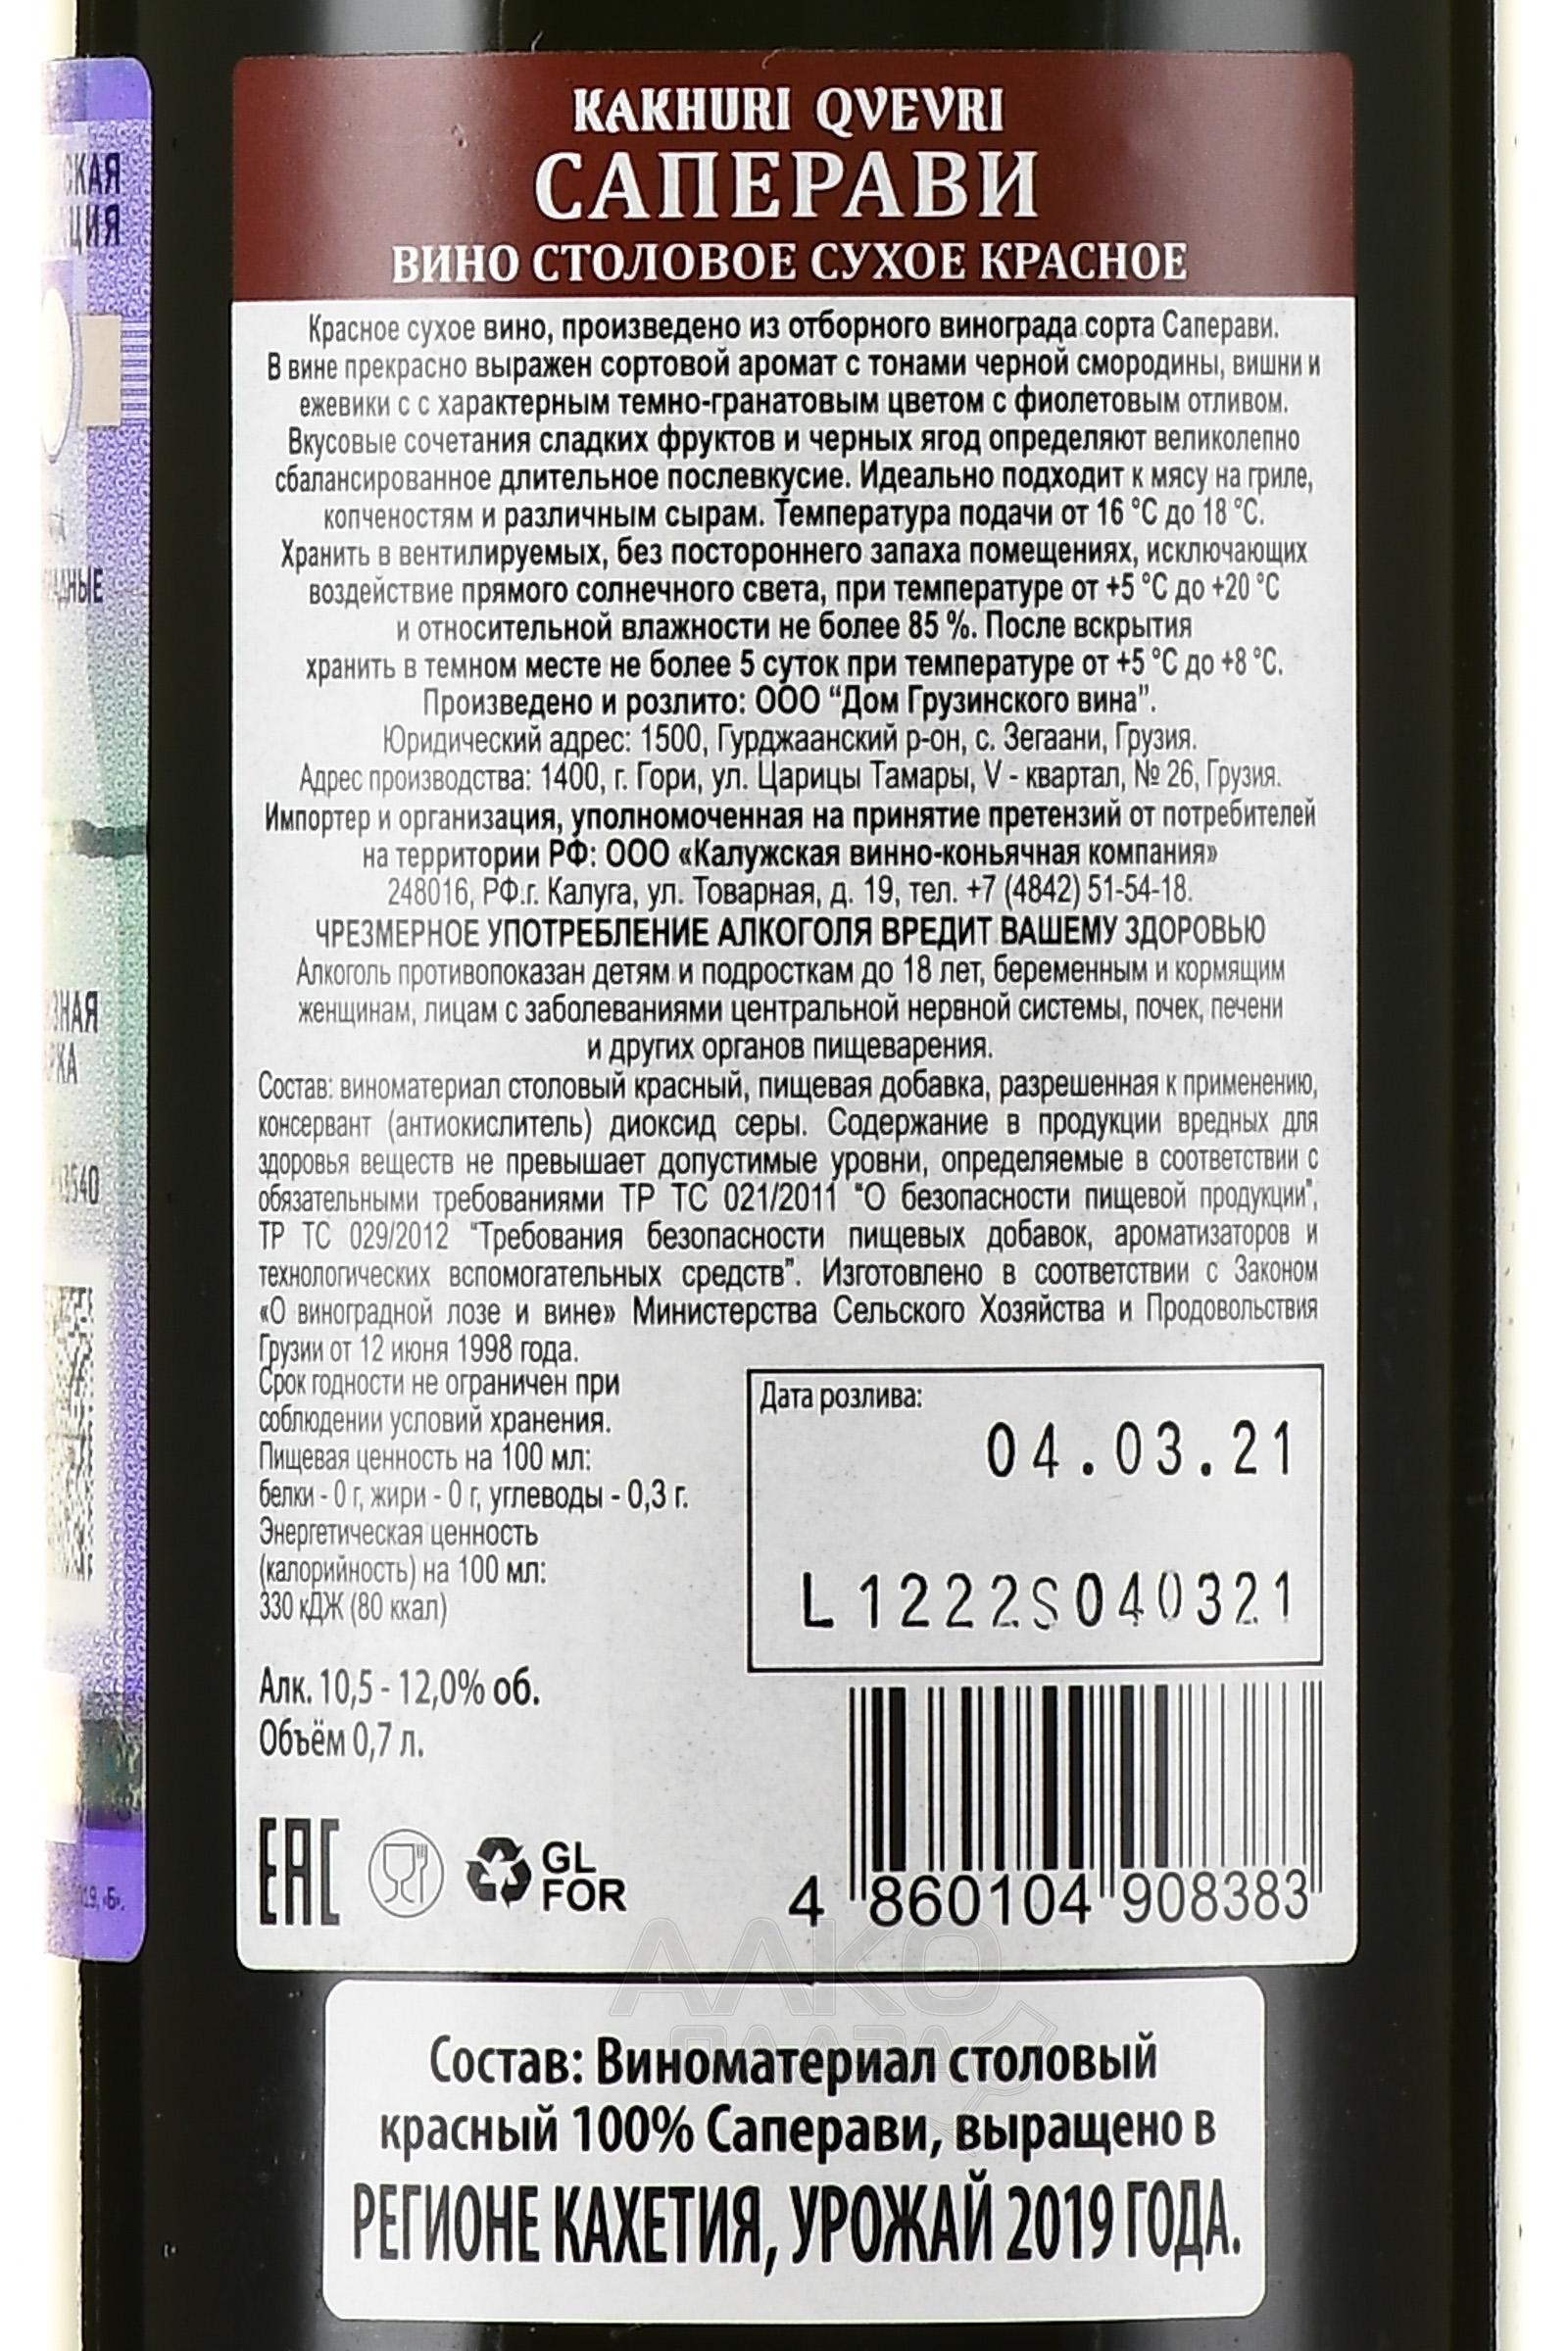 KAKHURI QVEVRI
САПЕРАВИ
ВИНО СТОЛОВОЕ СУХОЕ КРАСНОЕ
Красное сухое вино, произведено из отборного винограда сорта Саперави.
В вине прекрасно выражен сортовой аромат с тонами черной смородины, вишни и
ежевики с с характерным темно-гранатовым цветом с фиолетовым отливом.
Вкусовые сочетания сладких фруктов и черных ягод определяют великолепно
сбалансированное длительное послевкусие. Идеально подходит к мясу на гриле,
копченостям и различным сырам. Температура подачи от 16 °С до 18 °С.
Хранить в вентилируемых, без постороннего запаха помещениях, исключающих
воздействие прямого солнечного света, при температуре от +5 °С до +20 °С
и относительной влажности не более 85 %. После вскрытия
хранить в темном месте не более 5 суток при температуре от +5 °С до +8 °С.
Произведено и розлито: ООО “Дом Грузинского вина”.
Юридический адрес: 1500, Гурджаанский р-он, с. Зегаани, Грузия.
Адрес производства: 1400, г. Гори, ул. Царицы Тамары, V - квартал, № 26, Грузия.
Импортер и организация, уполномоченная на принятие претензий от потребителей
на территории РФ: ООО «Калужская винно-коньячная компания»
248016, РФ.г. Калуга, ул. Товарная, д. 19, тел. +7 (4842) 51-54-18.
ЧРЕЗМЕРНОЕ УПОТРЕБЛЕНИЕ АЛКОГОЛЯ ВРЕДИТ ВАШЕМУ ЗДОРОВЬЮ
Алкоголь противопоказан детям и подросткам до 18 лет, беременным и кормящим
женщинам, лицам с заболеваниями центральной нервной системы, почек, печени
и других органов пищеварения.
Состав: виноматериал столовый красный, пищевая добавка, разрешенная к применению,
консервант (антиокислитель) диоксид серы. Содержание в продукции вредных для
здоровья веществ не превышает допустимые уровни, определяемые в соответствии с
обязательными требованиями ТР ТС 021/2011 "О безопасности пищевой продукции",
ТР ТС 029/2012 "Требования безопасности пищевых добавок, ароматизаторов и
технологических вспомогательных средств". Изготовлено в соответствии с Законом
«О виноградной лозе и вине» Министерства Сельского Хозяйства и Продовольствия
Грузии от 12 июня 1998 года.
Срок годности не ограничен при
соблюдении условий хранения.
Пищевая ценность на 100 мл:
белки - 0 г, жири - 0 г, углеводы - 0,3 г.
Энергетическая ценность
(калорийность) на 100 мл:
330 кДЖ (80 ккал)
Дата розлива:
04.03.21
L1222S040321
Алк. 10,5 - 12,0% об.
Объём 0,7 л.
EAC
GL
FOR
4 860104 908383
АЛКО
ПЛАЗА
Состав: Виноматериал столовый
красный 100% Саперави, выращено в
РЕГИОНЕ КАХЕТИЯ, УРОЖАЙ 2019 ГОДА.